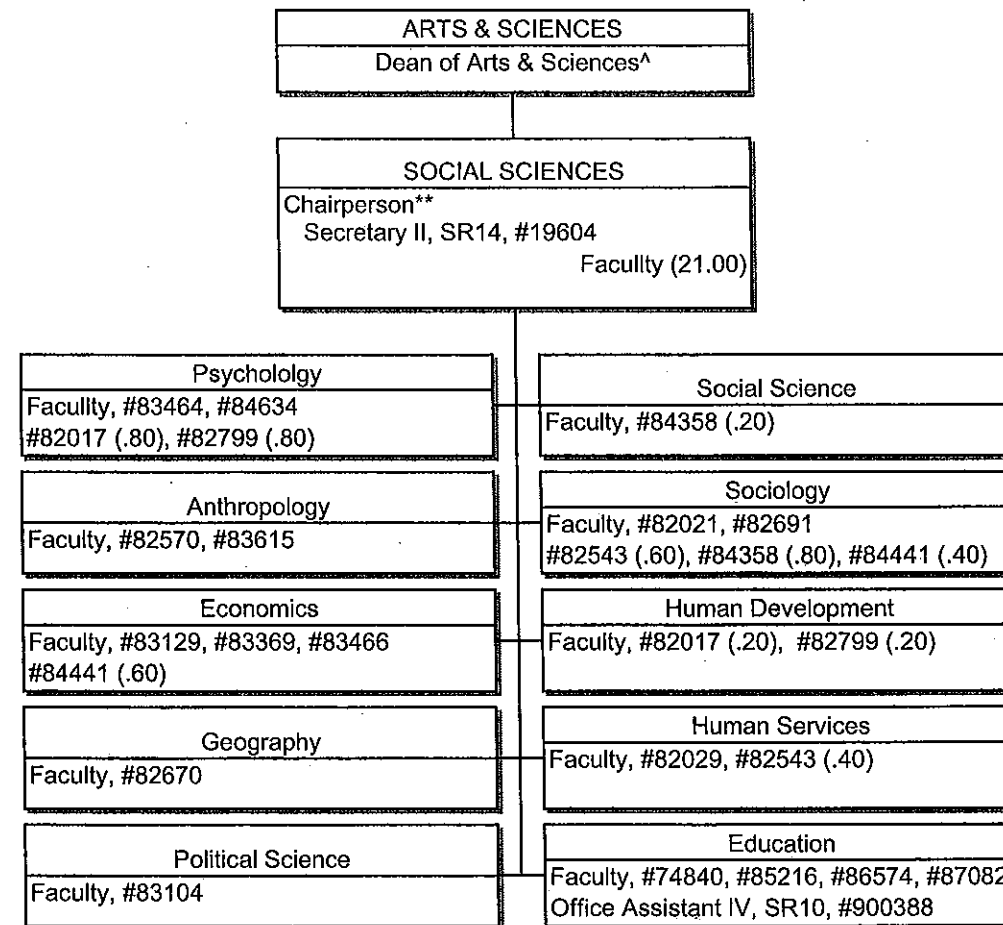 ARTS & SCIENCES
Dean of Arts & Sciences^
SOCIAL SCIENCES
Chairperson**
Secretary II, SR14, #19604
Facullty (21.00)
Psychololgy
Facullty, #83464, #84634
#82017 (.80), #82799 (.80)
Social Science
Faculty, #84358 (.20)
Anthropology
Faculty, #82570, #83615
Sociology
Faculty, #82021, #82691
#82543 (.60), #84358 (.80), #84441 (.40)
Economics
Faculty, #83129, #83369, #83466
#84441 (.60)
Human Development
Faculty, #82017 (.20), #82799 (.20)
Geography
Faculty, #82670
Human Services
Faculty, #82029, #82543 (.40)
Political Science
Faculty, #83104
Education
Faculty, #74840, #85216, #86574, #87082
Office Assistant IV, SR10, #900388